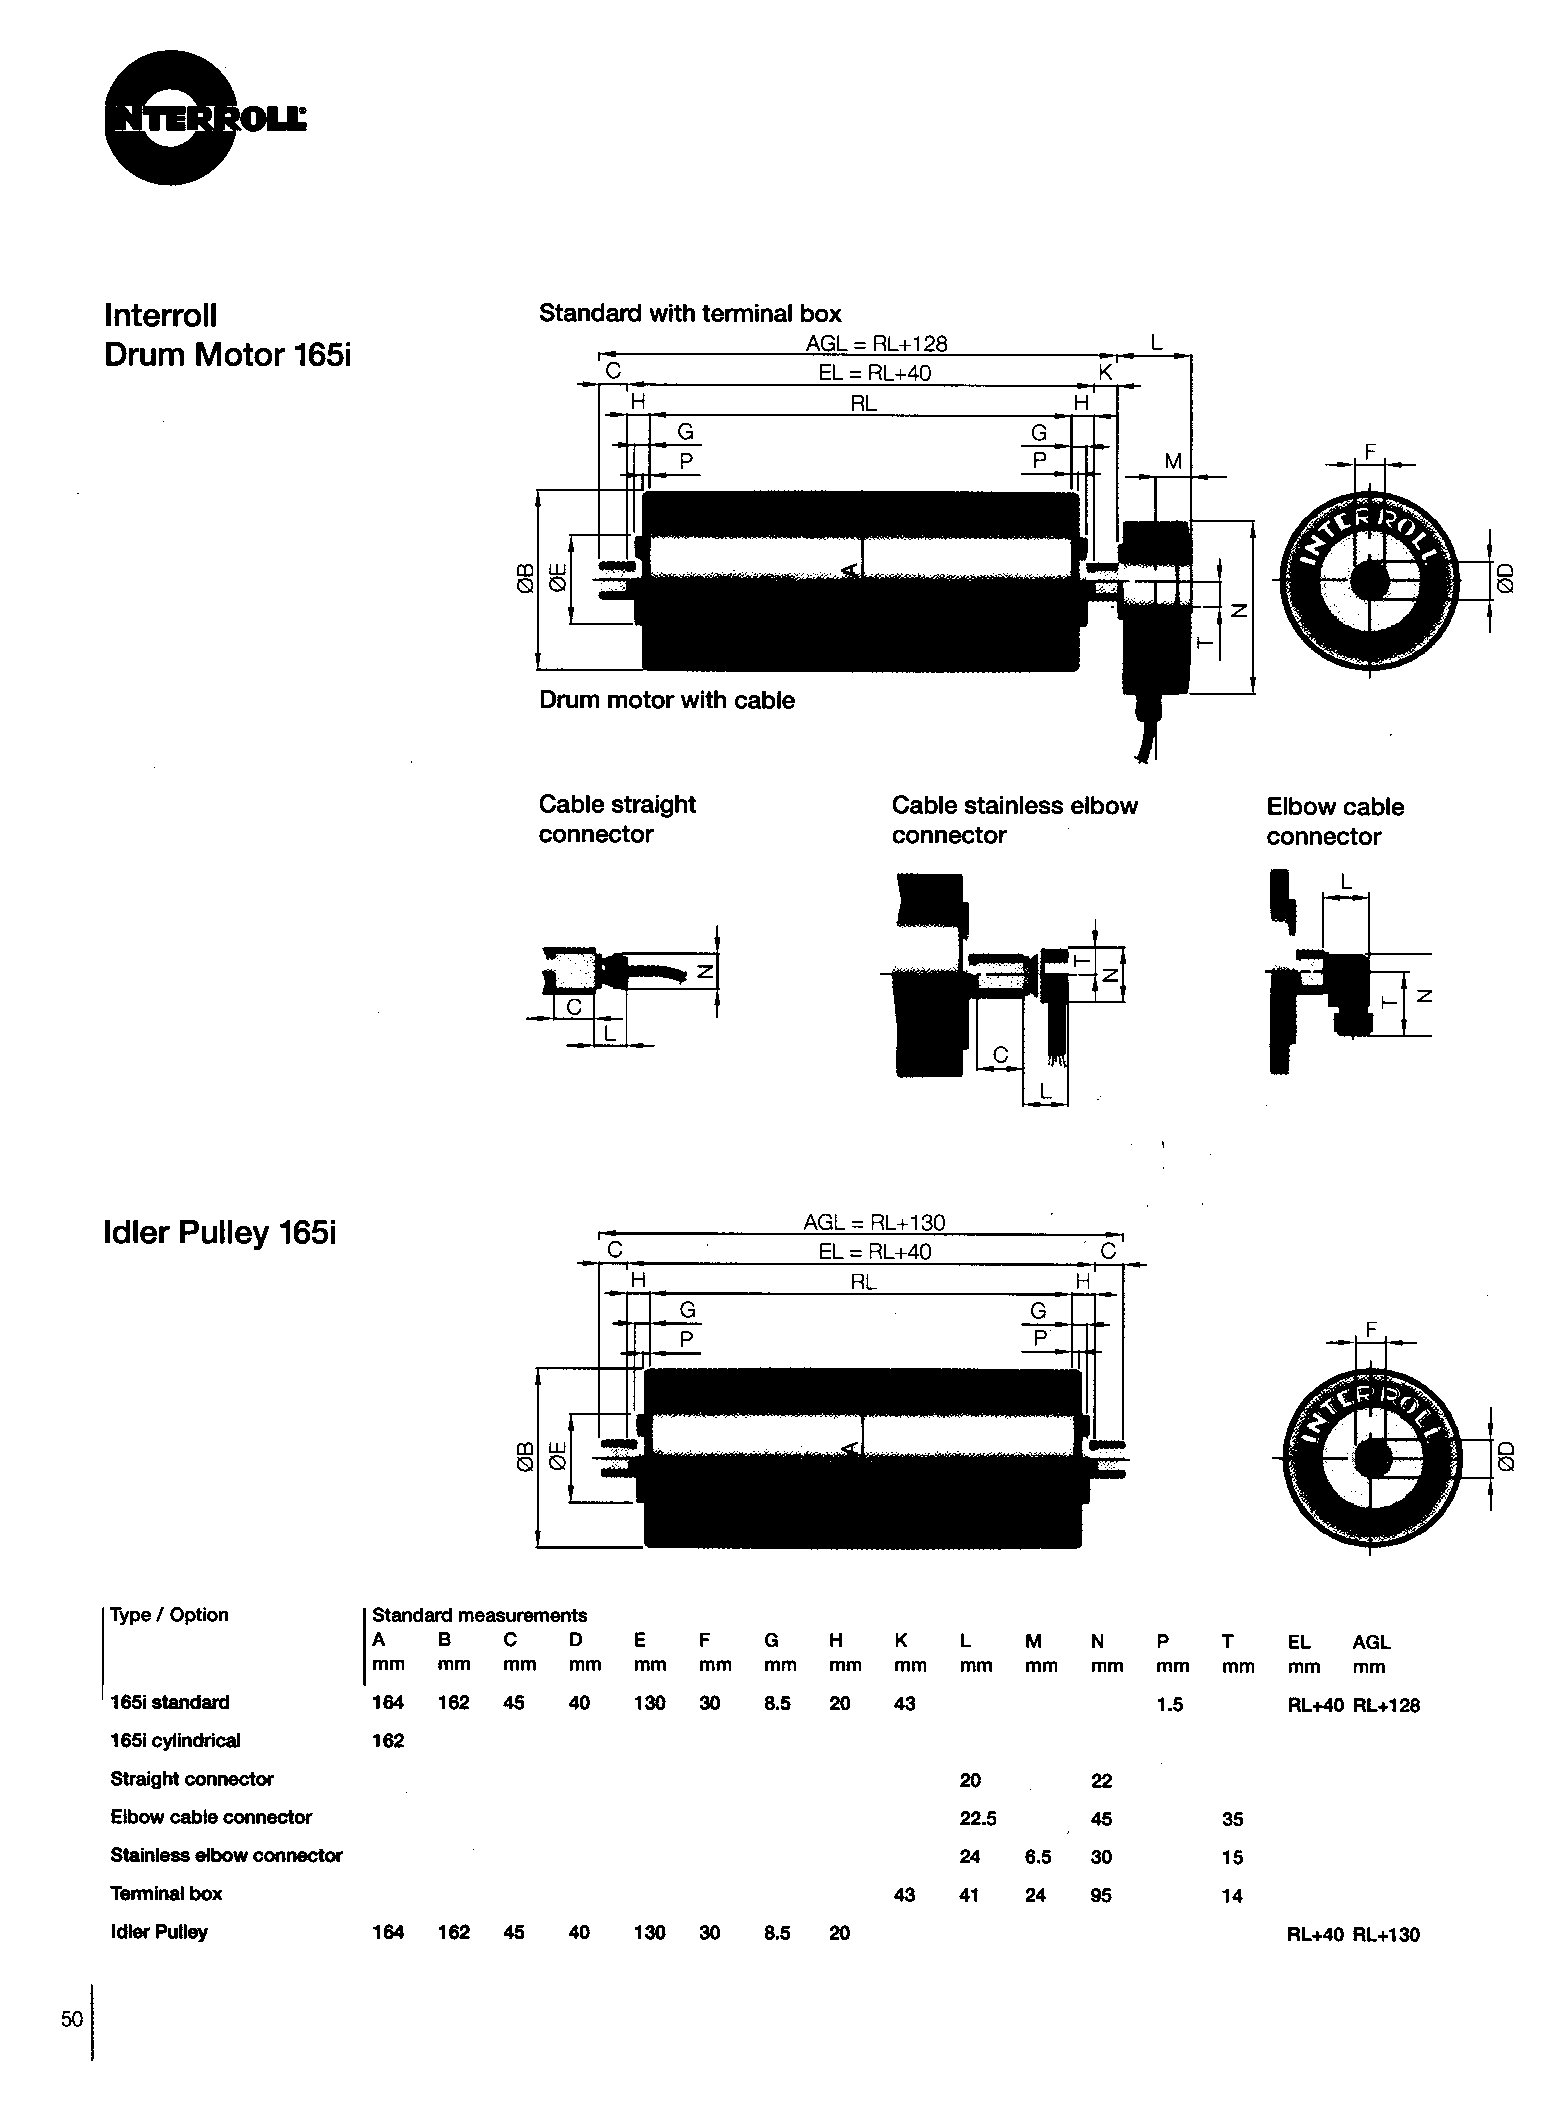 INTERROLL®
Interroll
Drum Motor 165i
Standard with terminal box
AGL = RL+128 L
C EL = RL+40 K
H RL H
G G
P P M F
INTERROLL
ØB ØE A N T ØD
Drum motor with cable
Cable straight
connector
Cable stainless elbow
connector
Elbow cable
connector
N C L
T N C L
L T N
Idler Pulley 165i
AGL = RL+130
C EL = RL+40 C
H RL H
G G
P P F
INTERROLL
ØB ØE A ØD
Type / Option Standard measurements
A B C D E F G H K L M N P T EL AGL
mm mm mm mm mm mm mm mm mm mm mm mm mm mm mm mm
165i standard 164 162 45 40 130 30 8.5 20 43 1.5 RL+40 RL+128
165i cylindrical 162
Straight connector 20 22
Elbow cable connector 22.5 45 35
Stainless elbow connector 24 6.5 30 15
Terminal box 43 41 24 95 14
Idler Pulley 164 162 45 40 130 30 8.5 20 RL+40 RL+130
50